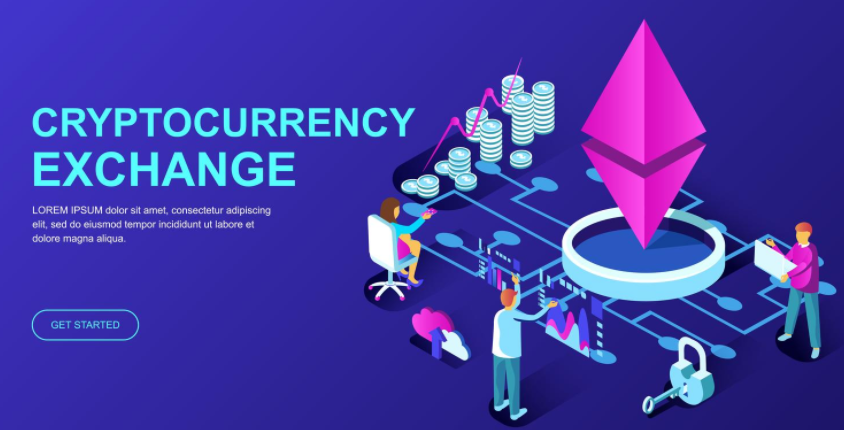 CRYPTOCURRENCY
EXCHANGE
LOREM IPSUM dolor sit amet, consectetur adipiscing
elit, sed do eiusmod tempor incididunt ut labore et
dolore magna aliqua.
GET STARTED